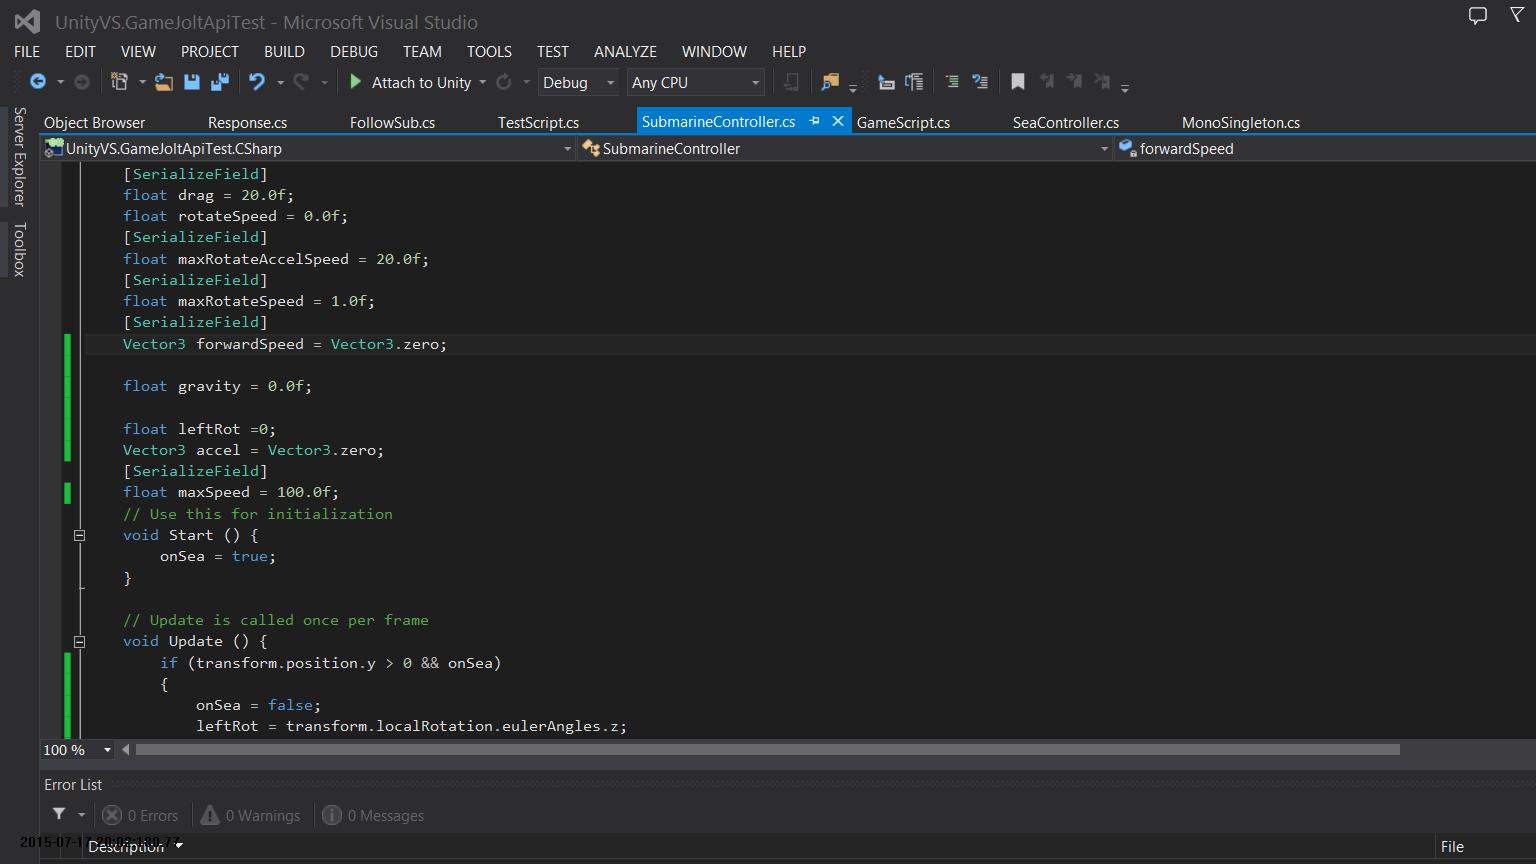 UnityVS.GameJoltApiTest - Microsoft Visual Studio
FILE EDIT VIEW PROJECT BUILD DEBUG TEAM TOOLS TEST ANALYZE WINDOW HELP
Attach to Unity Debug Any CPU
Server Explorer
Toolbox
Object Browser Response.cs FollowSub.cs TestScript.cs SubmarineController.cs GameScript.cs SeaController.cs MonoSingleton.cs
UnityVS.GameJoltApiTest.CSharp SubmarineController forwardSpeed
[SerializeField]
float drag = 20.0f;
float rotateSpeed = 0.0f;
[SerializeField]
float maxRotateAccelSpeed = 20.0f;
[SerializeField]
float maxRotateSpeed = 1.0f;
[SerializeField]
Vector3 forwardSpeed = Vector3.zero;
float gravity = 0.0f;
float leftRot =0;
Vector3 accel = Vector3.zero;
[SerializeField]
float maxSpeed = 100.0f;
// Use this for initialization
void Start () {
onSea = true;
}
// Update is called once per frame
void Update () {
if (transform.position.y > 0 && onSea)
{
onSea = false;
leftRot = transform.localRotation.eulerAngles.z;
100 %
Error List
0 Errors 0 Warnings 0 Messages
Description File